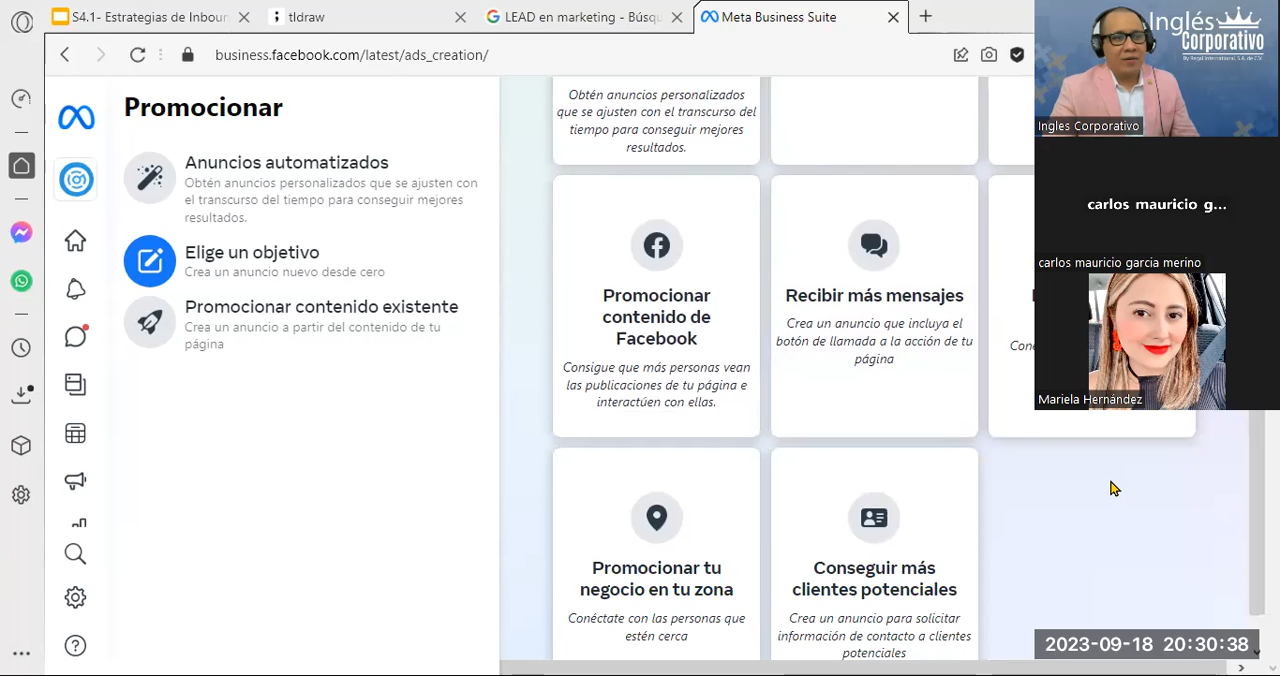 S4.1- Estrategias de Inboun
tldraw
LEAD en marketing - Búsqu
Meta Business Suite
business.facebook.com/latest/ads_creation/
Promocionar
Anuncios automatizados
Obtén anuncios personalizados que se ajusten con
el transcurso del tiempo para conseguir mejores
resultados.
Elige un objetivo
Crea un anuncio nuevo desde cero
Promocionar contenido existente
Crea un anuncio a partir del contenido de tu
página
Obtén anuncios personalizados
que se ajusten con el transcurso del
tiempo para conseguir mejores
resultados.
Promocionar
contenido de
Facebook
Consigue que más personas vean
las publicaciones de tu página e
interactúen con ellas.
Recibir más mensajes
Crea un anuncio que incluya el
botón de llamada a la acción de tu
página
Promocionar tu
negocio en tu zona
Conéctate con las personas que
estén cerca
Conseguir más
clientes potenciales
Crea un anuncio para solicitar
información de contacto a clientes
potenciales
Inglés
Corporativo
By Regal International, S.A. de C.V.
Ingles Corporativo
carlos mauricio g...
carlos mauricio garcia merino
Mariela Hernández
2023-09-18 20:30:38